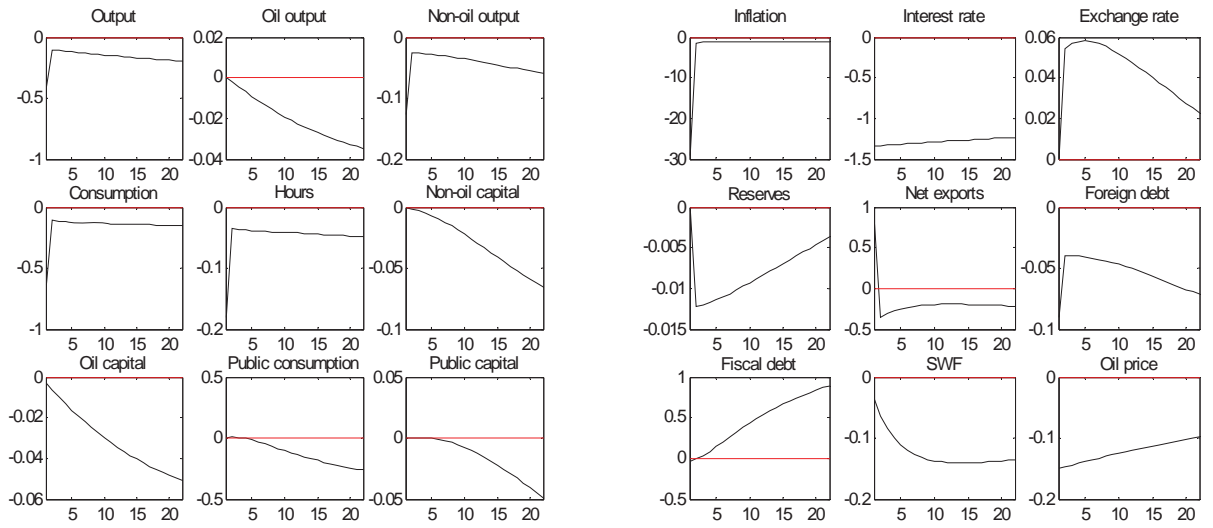 Output Oil output Non-oil output Inflation Interest rate Exchange rate
0 0.02 0 0 0 0.06
-0.5 0 -0.1 -10 -0.5 0.04
-0.02 -20 -1 0.02
-1 -0.04 -0.2 -30 -1.5 0
5 10 15 20 5 10 15 20 5 10 15 20 5 10 15 20 5 10 15 20 5 10 15 20
Consumption Hours Non-oil capital Reserves Net exports Foreign debt
0 0 0 0 1 0
-0.5 -0.1 -0.05 -0.005 0.5 -0.05
-0.01 0
-1 -0.2 -0.1 -0.015 -0.5 -0.1
5 10 15 20 5 10 15 20 5 10 15 20 5 10 15 20 5 10 15 20 5 10 15 20
Oil capital Public consumption Public capital Fiscal debt SWF Oil price
0 0.5 0.05 1 0 0
-0.02 0 0 0.5 -0.1 -0.1
-0.04 0
-0.06 -0.5 -0.05 -0.5 -0.2 -0.2
5 10 15 20 5 10 15 20 5 10 15 20 5 10 15 20 5 10 15 20 5 10 15 20